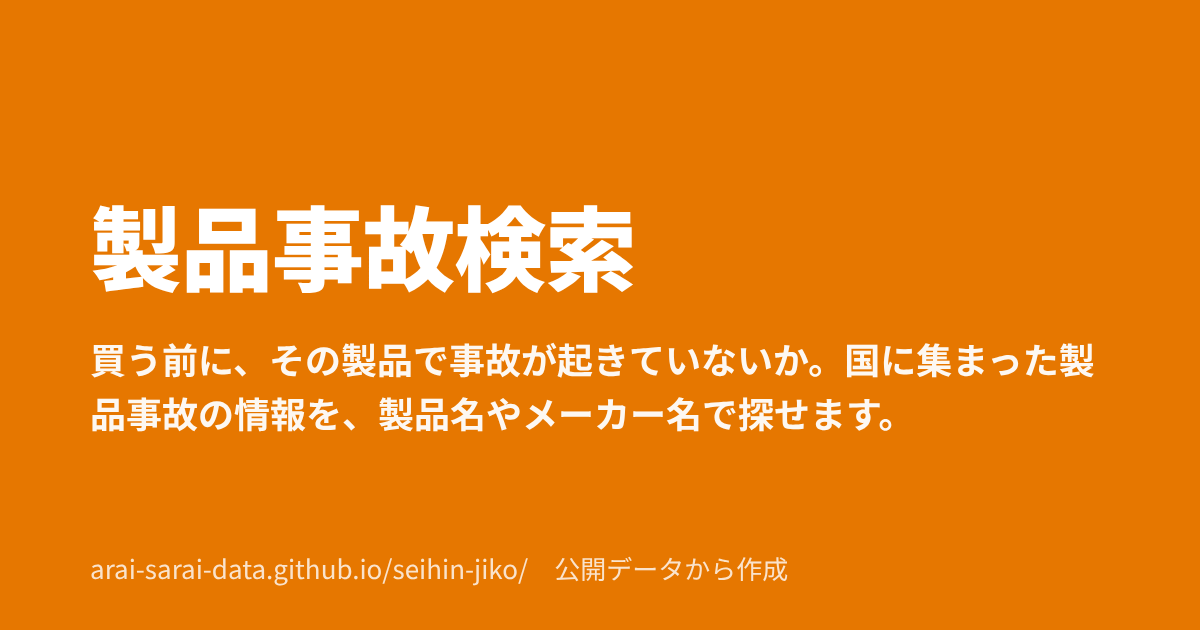 製品事故検索
買う前に、その製品で事故が起きていないか。国に集まった製
品事故の情報を、製品名やメーカー名で探せます。
arai-sarai-data.github.io/seihin-jiko/　公開データから作成